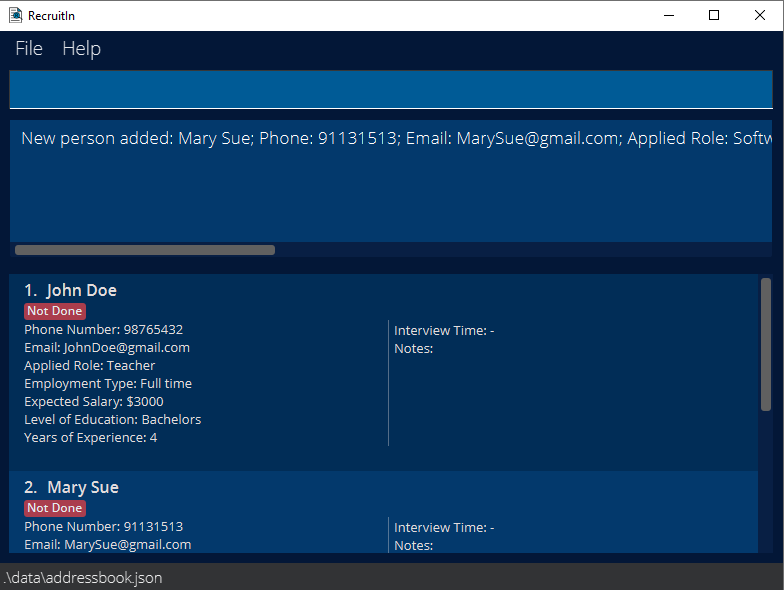 RecruitIn
File Help
New person added: Mary Sue; Phone: 91131513; Email: MarySue@gmail.com; Applied Role: Softw
1. John Doe
Not Done
Phone Number: 98765432
Email: JohnDoe@gmail.com
Applied Role: Teacher
Employment Type: Full time
Expected Salary: $3000
Level of Education: Bachelors
Years of Experience: 4
Interview Time: -
Notes:
2. Mary Sue
Not Done
Phone Number: 91131513
Email: MarySue@gmail.com
Interview Time: -
Notes:
.\data\addressbook.json